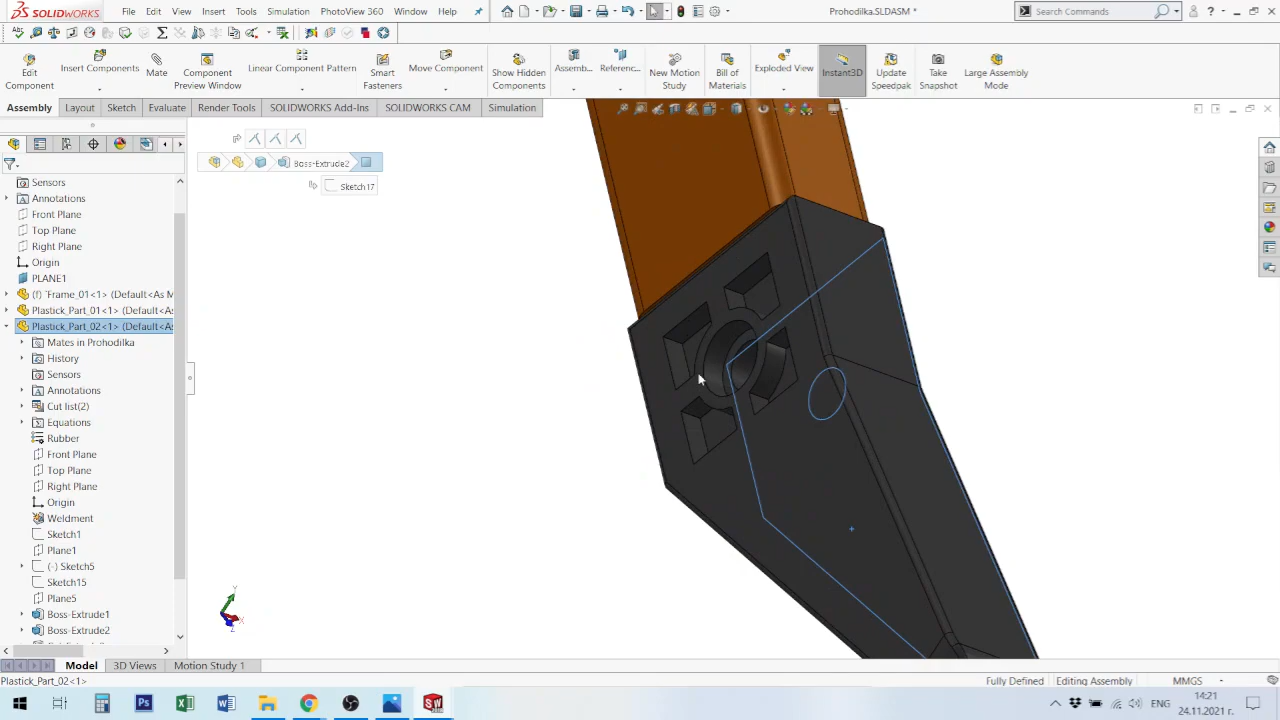 SOLIDWORKS File Edit View Insert Tools Simulation PhotoView 360 Window Help Prohodilka.SLDASM * Search Commands
Edit Component
Insert Components
Mate
Component Preview Window
Linear Component Pattern
Smart Fasteners
Move Component
Show Hidden Components
Assemb...
Referenc...
New Motion Study
Bill of Materials
Exploded View
Instant3D
Update Speedpak
Take Snapshot
Large Assembly Mode
Assembly Layout Sketch Evaluate Render Tools SOLIDWORKS Add-Ins SOLIDWORKS CAM Simulation
Boss-Extrude2
Sketch17
Sensors
Annotations
Front Plane
Top Plane
Right Plane
Origin
PLANE1
(f) Frame_01<1> (Default<As M
Plastick_Part_01<1> (Default<A
Plastick_Part_02<1> (Default<As
Mates in Prohodilka
History
Sensors
Annotations
Cut list(2)
Equations
Rubber
Front Plane
Top Plane
Right Plane
Origin
Weldment
Sketch1
Plane1
(-) Sketch5
Sketch15
Plane5
Boss-Extrude1
Boss-Extrude2
Y
X
Z
Model 3D Views Motion Study 1
Plastick_Part_02<1> Fully Defined Editing Assembly MMGS
ENG 14:21
24.11.2021 г.